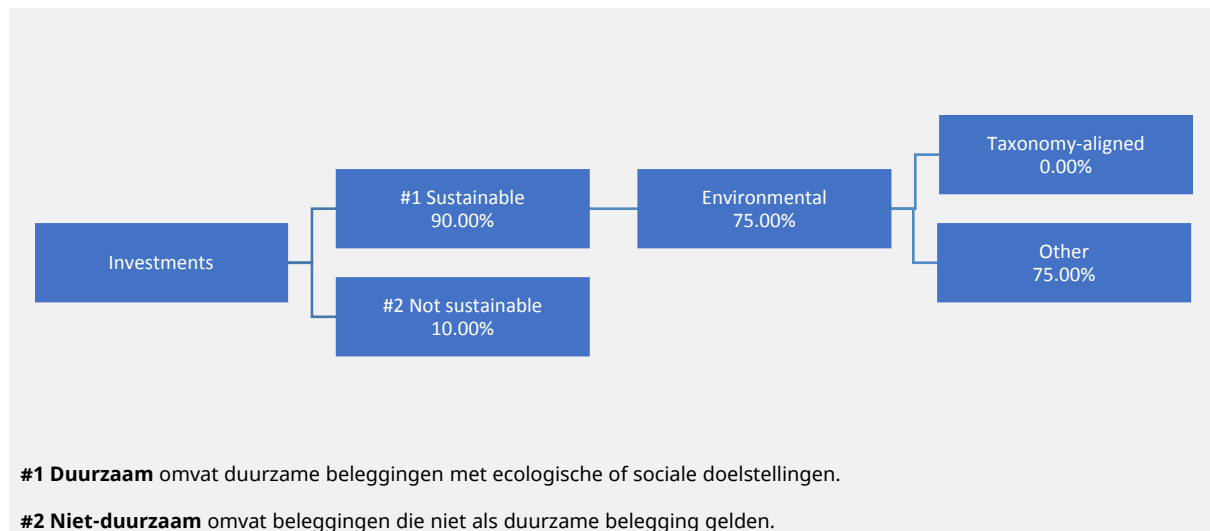 Investments
#1 Sustainable
90.00%
#2 Not sustainable
10.00%
Environmental
75.00%
Taxonomy-aligned
0.00%
Other
75.00%
#1 Duurzaam omvat duurzame beleggingen met ecologische of sociale doelstellingen.
#2 Niet-duurzaam omvat beleggingen die niet als duurzame belegging gelden.